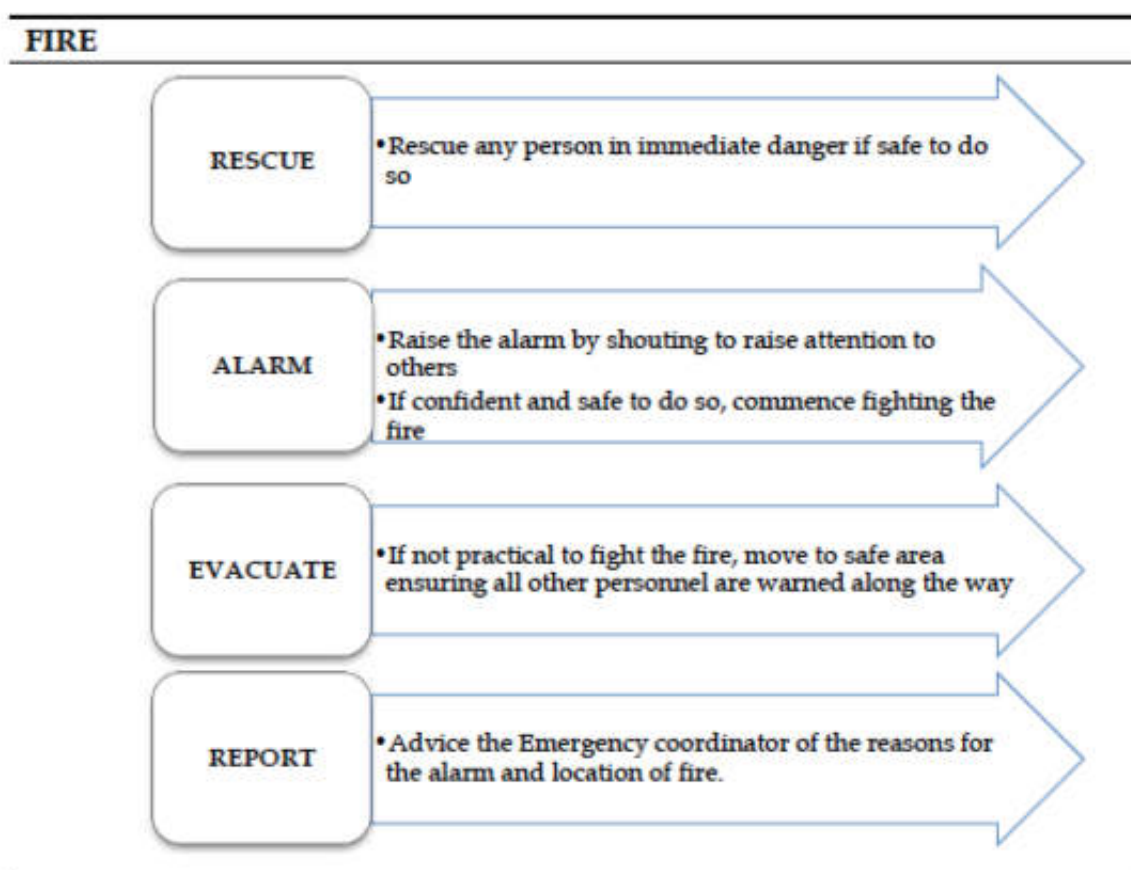 FIRE
RESCUE
•Rescue any person in immediate danger if safe to do
so
ALARM
•Raise the alarm by shouting to raise attention to
others
•If confident and safe to do so, commence fighting the
fire
EVACUATE
•If not practical to fight the fire, move to safe area
ensuring all other personnel are warned along the way
REPORT
•Advice the Emergency coordinator of the reasons for
the alarm and location of fire.